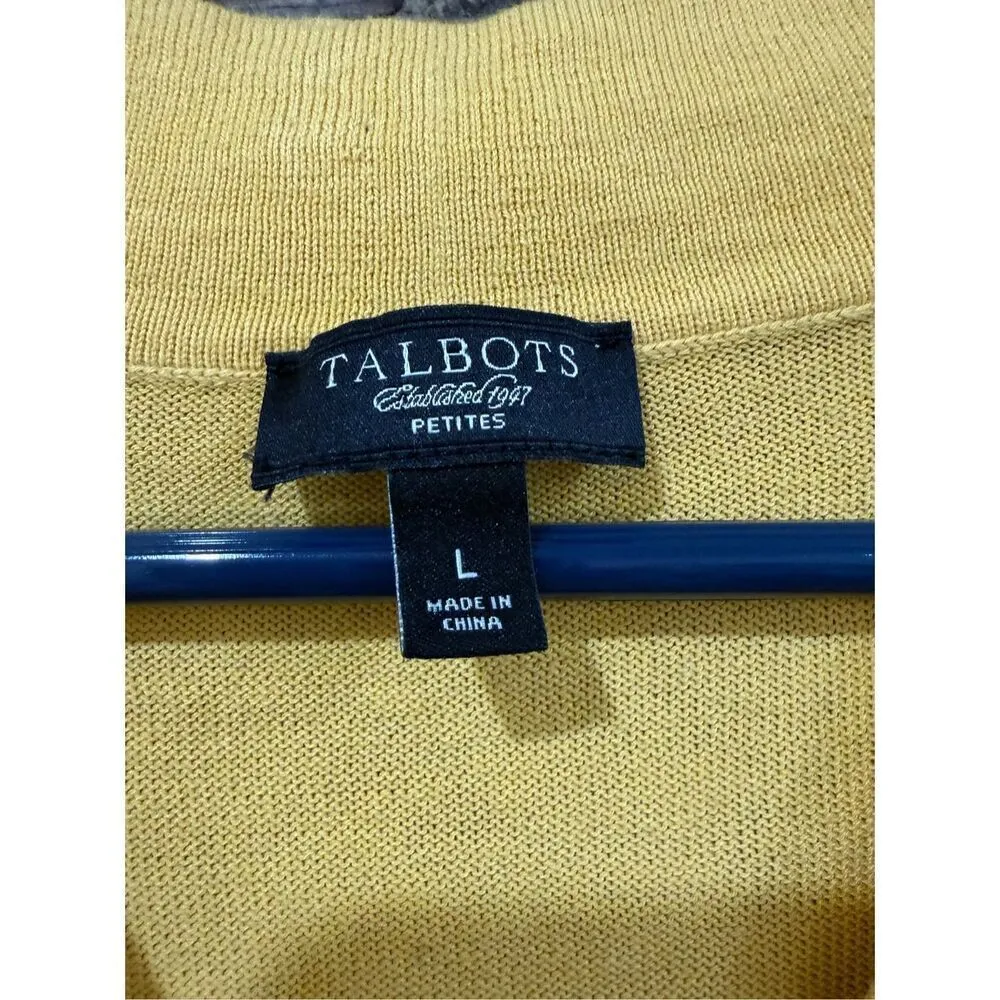 TALBOTS
Established 1947
PETITES
L
MADE IN
CHINA